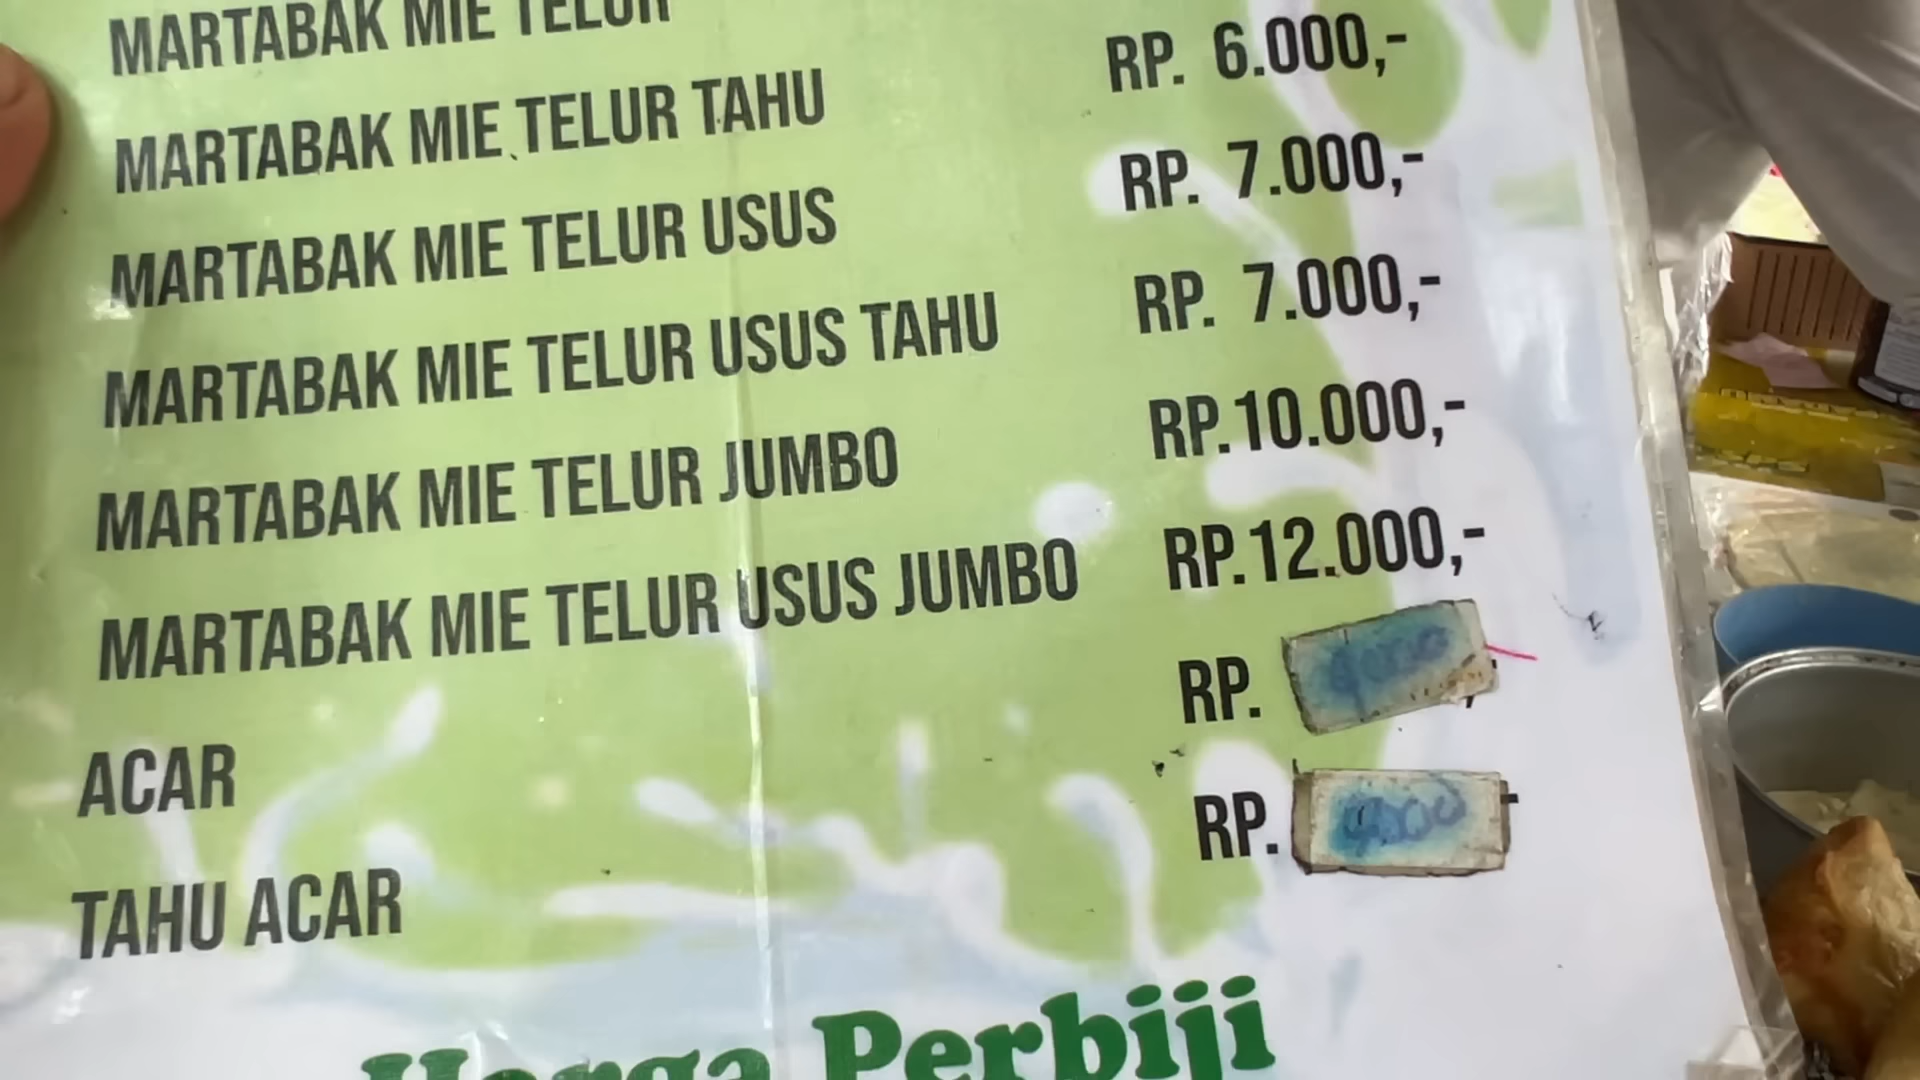 MARTABAK MIE TELUR
MARTABAK MIE TELUR TAHU RP. 6.000,-
MARTABAK MIE TELUR USUS RP. 7.000,-
MARTABAK MIE TELUR USUS TAHU RP. 7.000,-
MARTABAK MIE TELUR JUMBO RP.10.000,-
MARTABAK MIE TELUR USUS JUMBO RP.12.000,-
ACAR RP.
TAHU ACAR RP.
Harga Perbiji